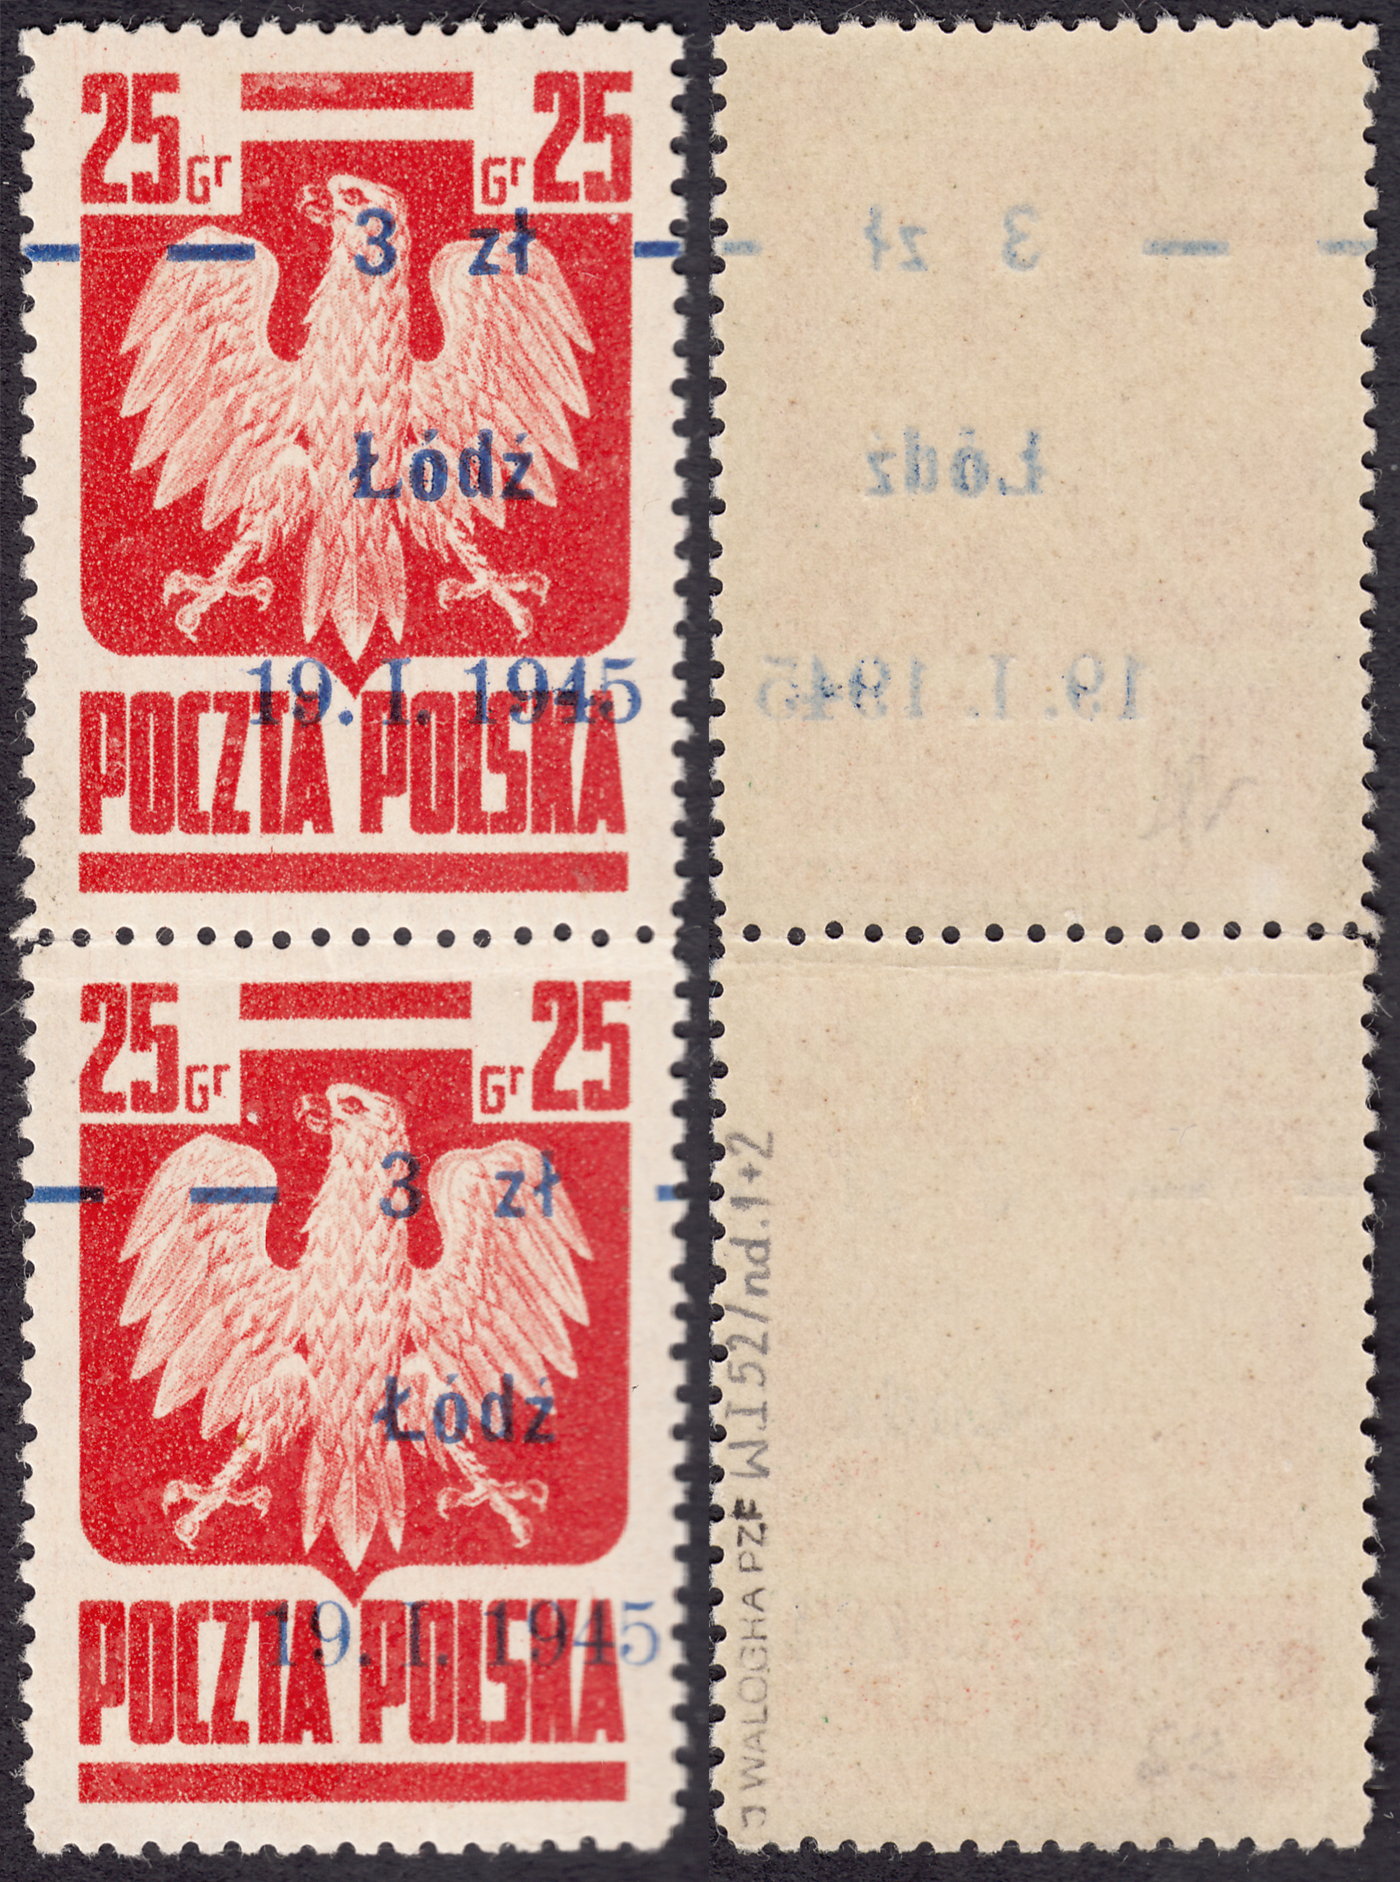 25 Gr Gr 25
3 zł
Łódź
19. I. 1945
POCZTA POLSKA
25 Gr Gr 25
3 zł
Łódź
19. I. 1945
POCZTA POLSKA
3 zł
Łódź
19. I. 1945
J WALOCHA PZF W.I 52/nd.1+2